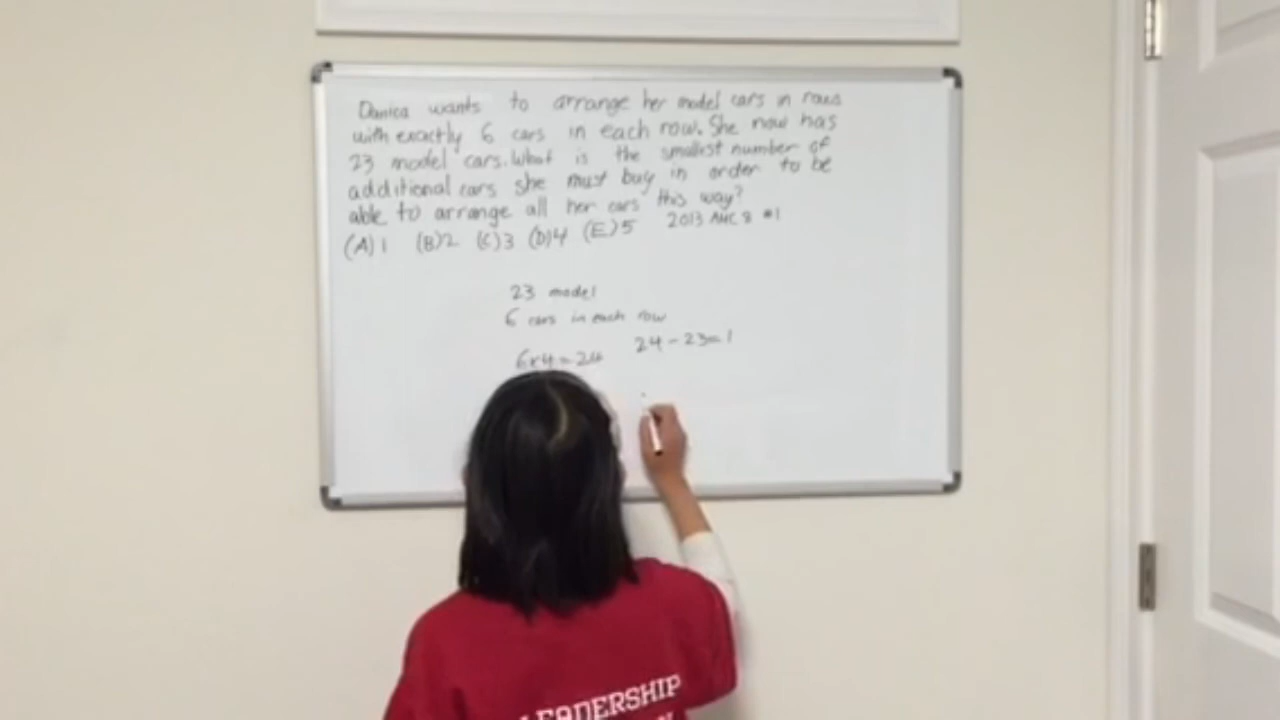 Danica wants to arrange her model cars in rows
with exactly 6 cars in each row. She now has
23 model cars. What is the smallest number of
additional cars she must buy in order to be
able to arrange all her cars this way?
(A) 1 (B) 2 (C) 3 (D) 4 (E) 5 2013 AMC 8 #1
23 model
6 cars in each row
6x4=24 24-23=1
LEADERSHIP